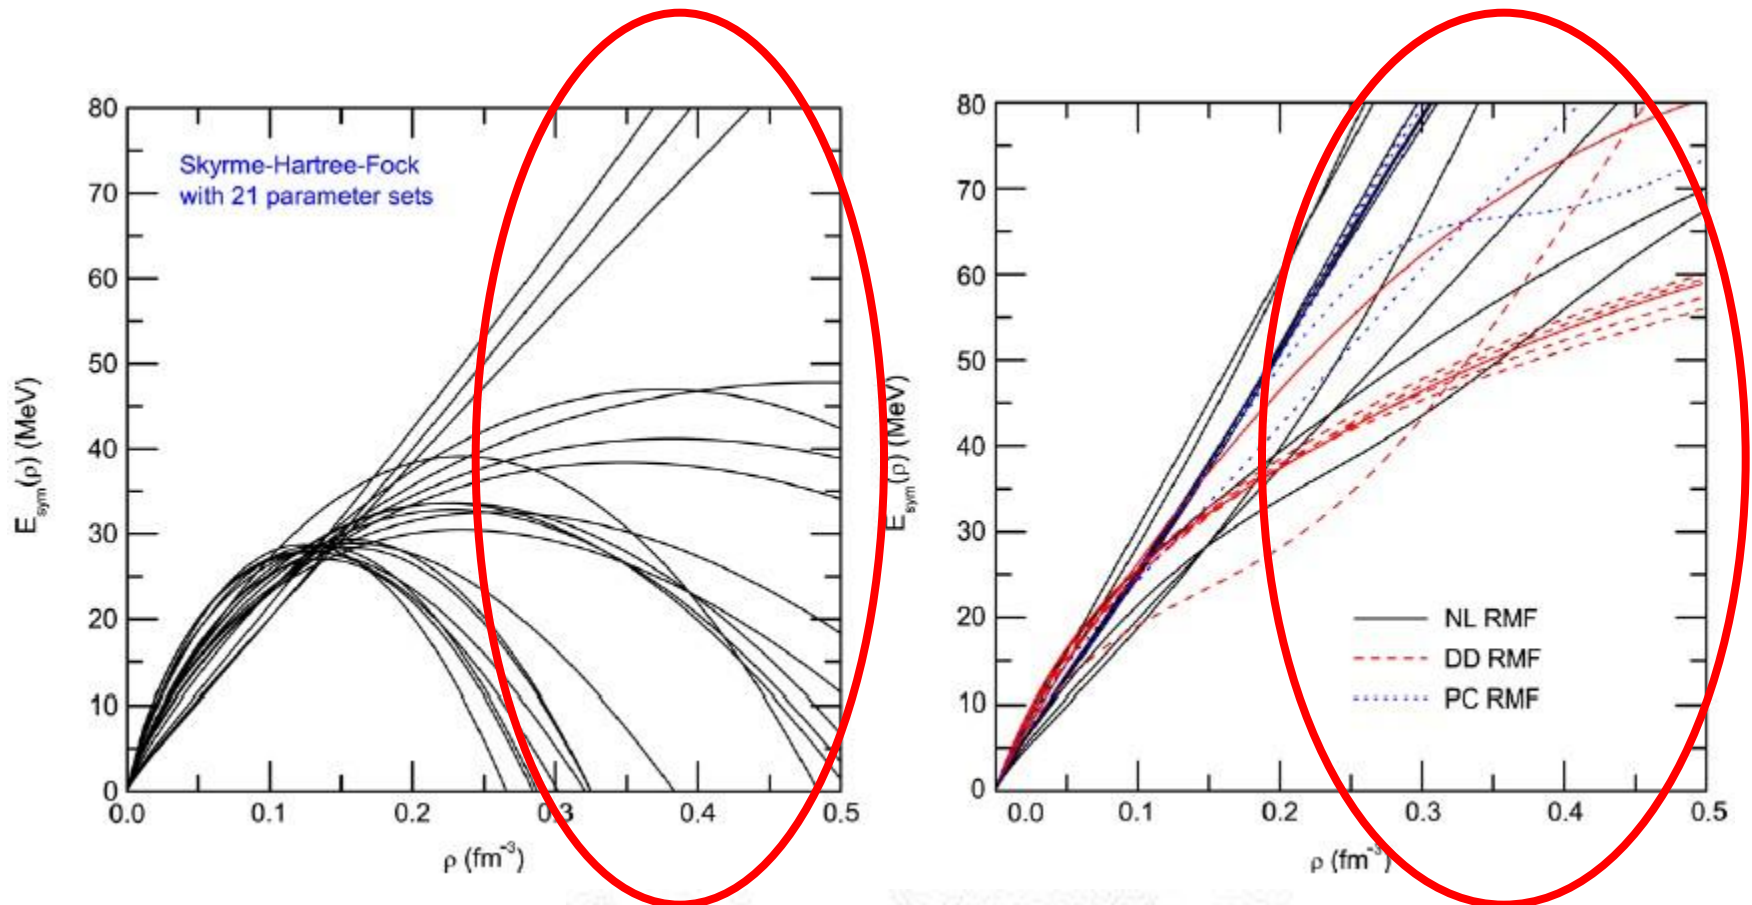 80
70
60
50
40
30
20
10
0
E_sym(ρ) (MeV)
Skyrme-Hartree-Fock
with 21 parameter sets
0.0 0.1 0.2 0.3 0.4 0.5
ρ (fm⁻³)
80
70
60
50
40
30
20
10
0
E_sym(ρ) (MeV)
NL RMF
DD RMF
PC RMF
0.0 0.1 0.2 0.3 0.4 0.5
ρ (fm⁻³)